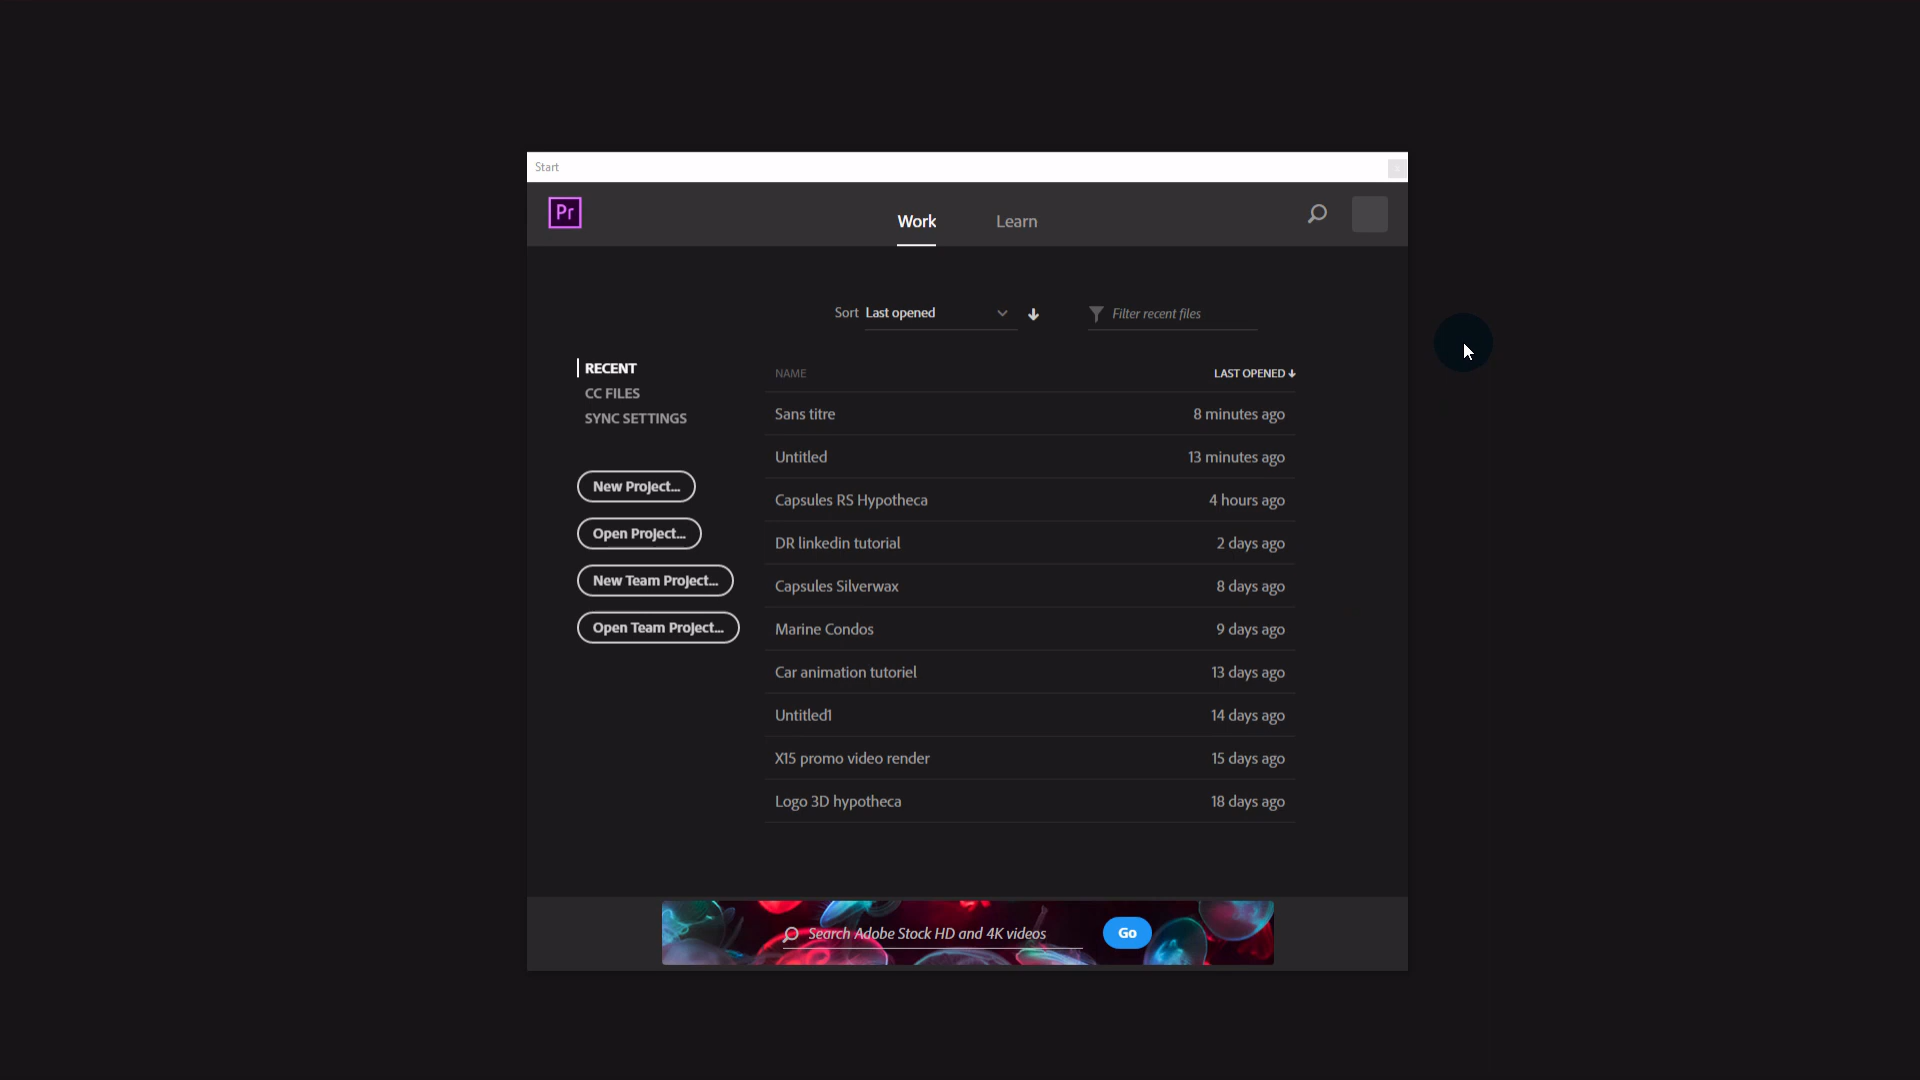 Start
Pr
Work Learn
Sort Last opened
Filter recent files
RECENT
CC FILES
SYNC SETTINGS
New Project...
Open Project...
New Team Project...
Open Team Project...
NAME LAST OPENED
Sans titre 8 minutes ago
Untitled 13 minutes ago
Capsules RS Hypotheca 4 hours ago
DR linkedin tutorial 2 days ago
Capsules Silverwax 8 days ago
Marine Condos 9 days ago
Car animation tutoriel 13 days ago
Untitled1 14 days ago
X15 promo video render 15 days ago
Logo 3D hypotheca 18 days ago
Search Adobe Stock HD and 4K videos Go